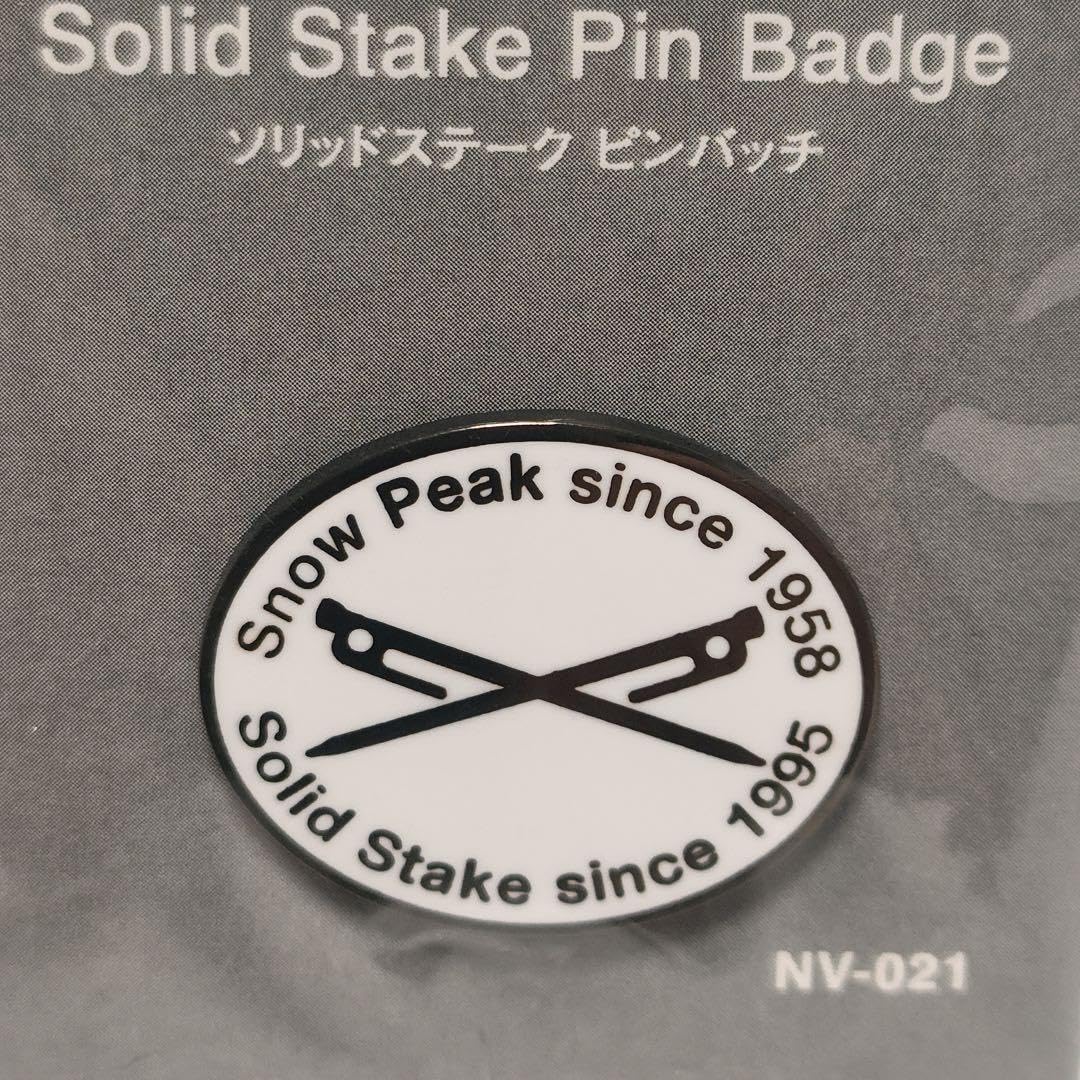 Solid Stake Pin Badge
ソリッドステーク ピンバッチ
Snow Peak since 1958
Solid Stake since 1995
NV-021